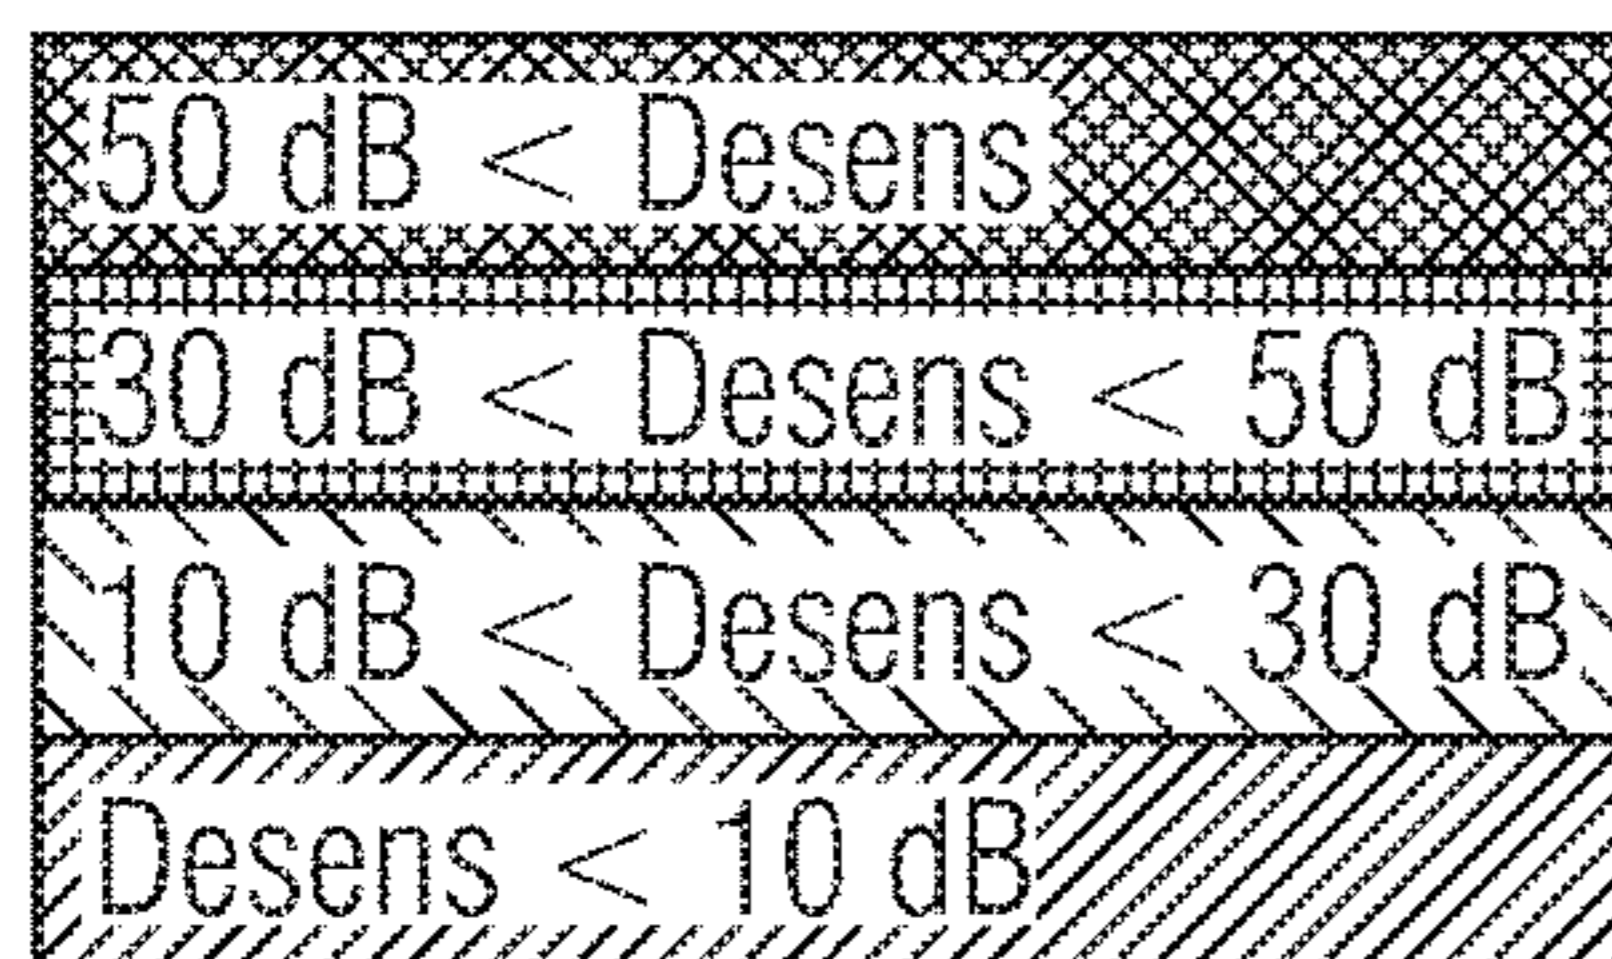 50 dB < Desens
30 dB < Desens < 50 dB
10 dB < Desens < 30 dB
Desens < 10 dB